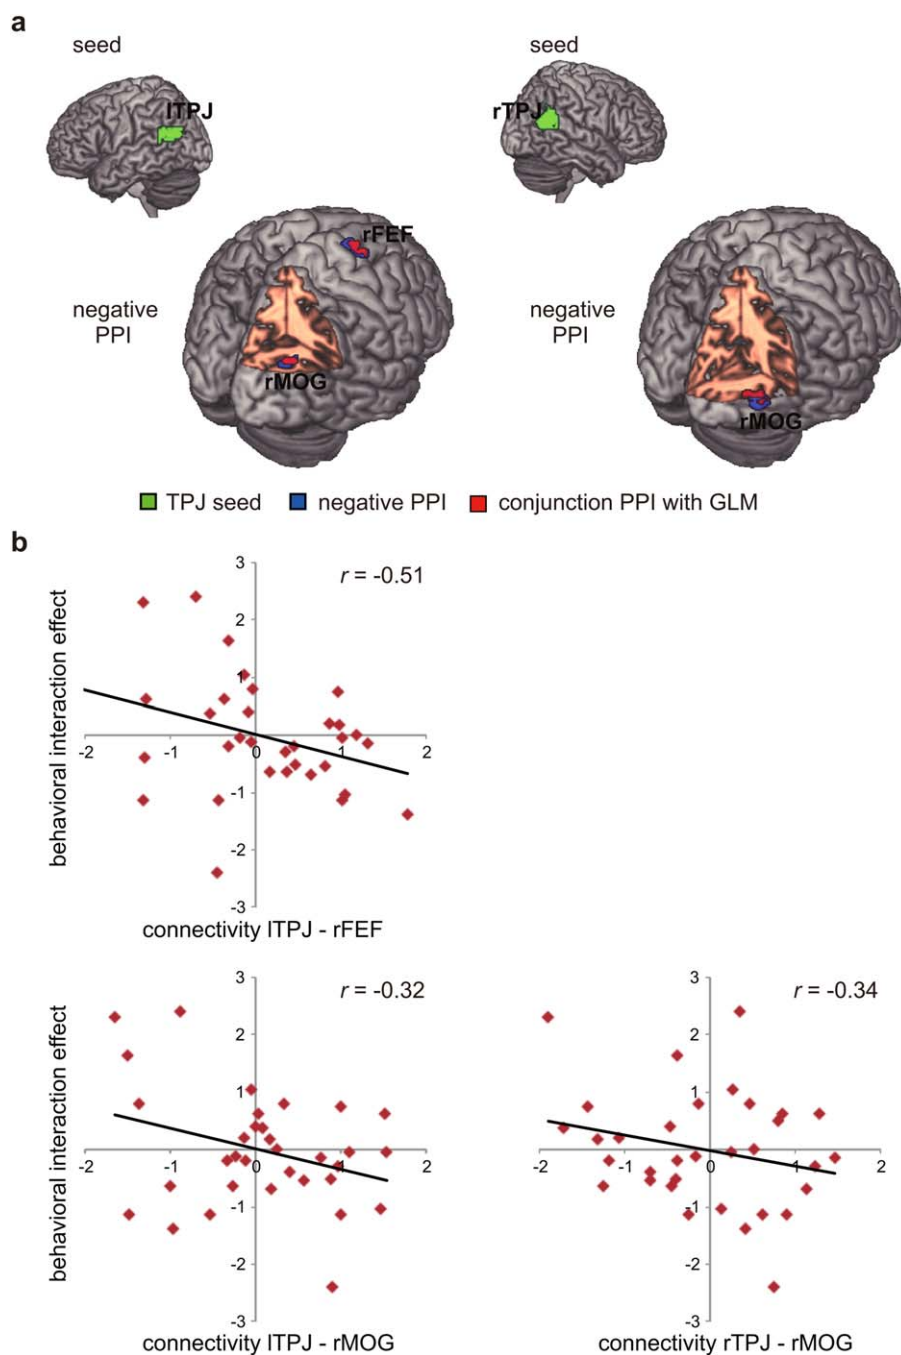 a
seed
seed
lTPJ
rTPJ
rFEF
negative
PPI
rMOG
negative
PPI
rMOG
TPJ seed negative PPI conjunction PPI with GLM
b
behavioral interaction effect
r = -0.51
3
2
1
-2 -1 0 1 2
-1
-2
-3
connectivity lTPJ - rFEF
behavioral interaction effect
r = -0.32
3
2
1
-2 -1 0 1 2
-1
-2
-3
connectivity lTPJ - rMOG
r = -0.34
3
2
1
-2 -1 0 1 2
-1
-2
-3
connectivity rTPJ - rMOG